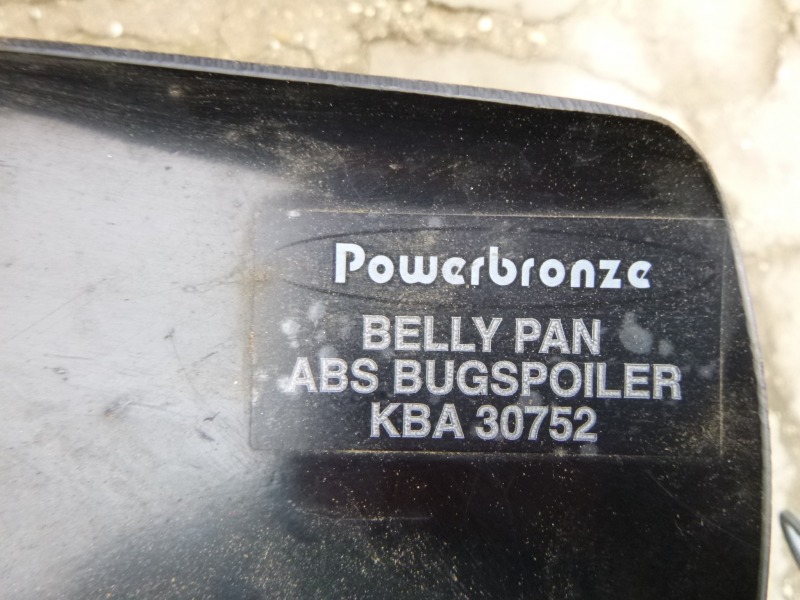 Powerbronze
BELLY PAN
ABS BUGSPOILER
KBA 30752